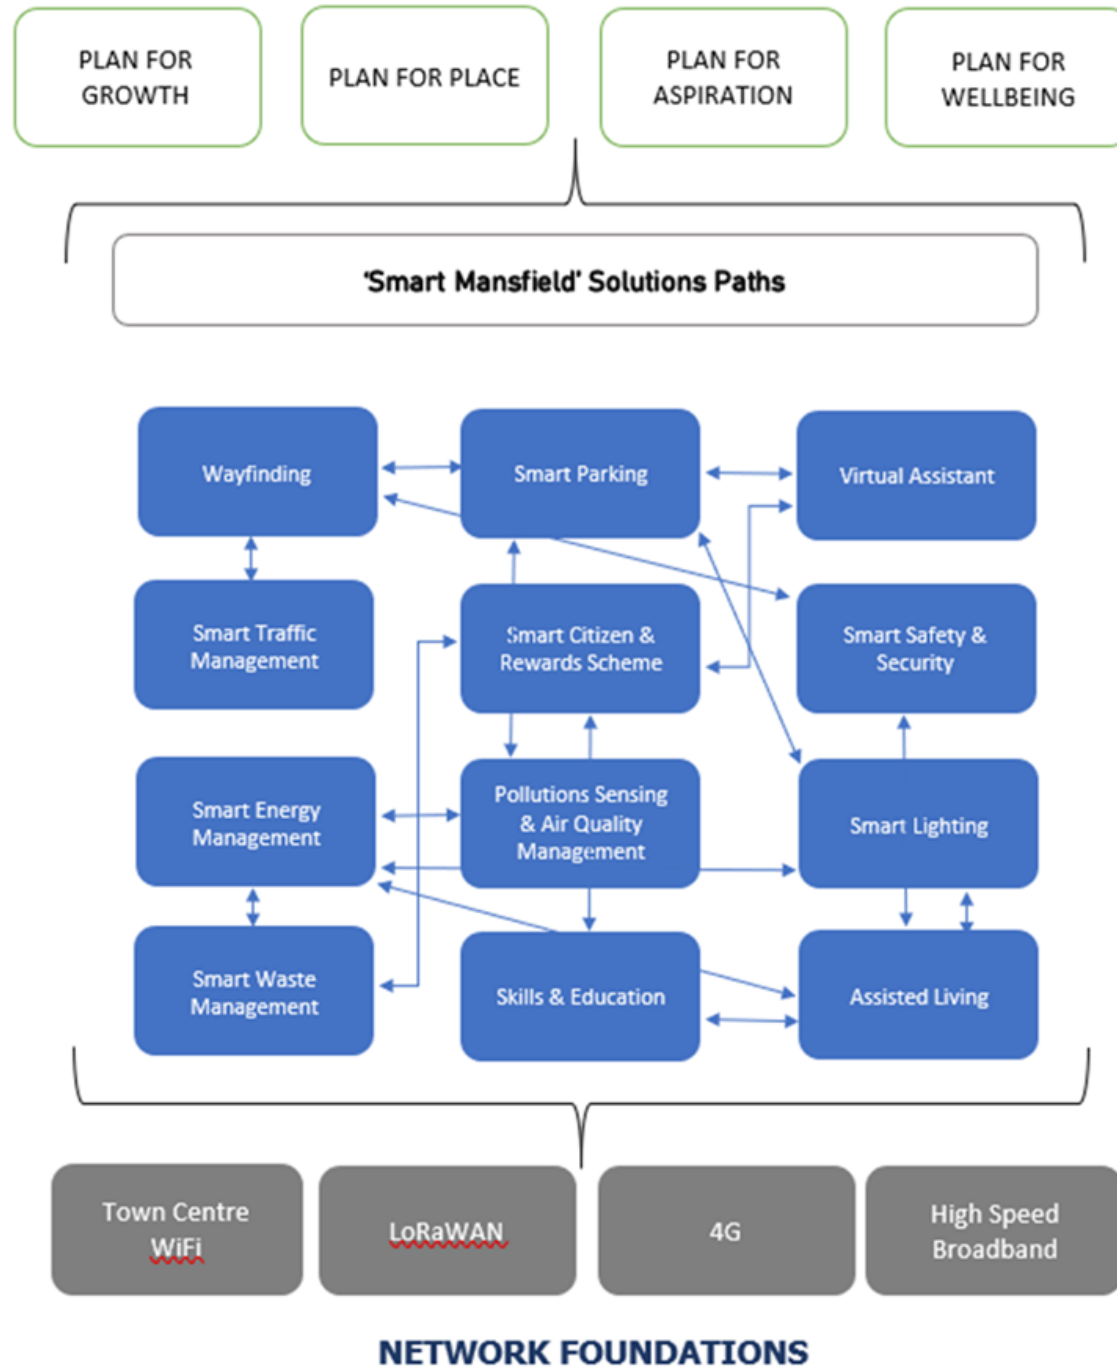 PLAN FOR
GROWTH
PLAN FOR PLACE
PLAN FOR
ASPIRATION
PLAN FOR
WELLBEING
'Smart Mansfield' Solutions Paths
Wayfinding
Smart Parking
Virtual Assistant
Smart Traffic
Management
Smart Citizen &
Rewards Scheme
Smart Safety &
Security
Smart Energy
Management
Pollutions Sensing
& Air Quality
Management
Smart Lighting
Smart Waste
Management
Skills & Education
Assisted Living
Town Centre
WiFi
LoRaWAN
4G
High Speed
Broadband
NETWORK FOUNDATIONS